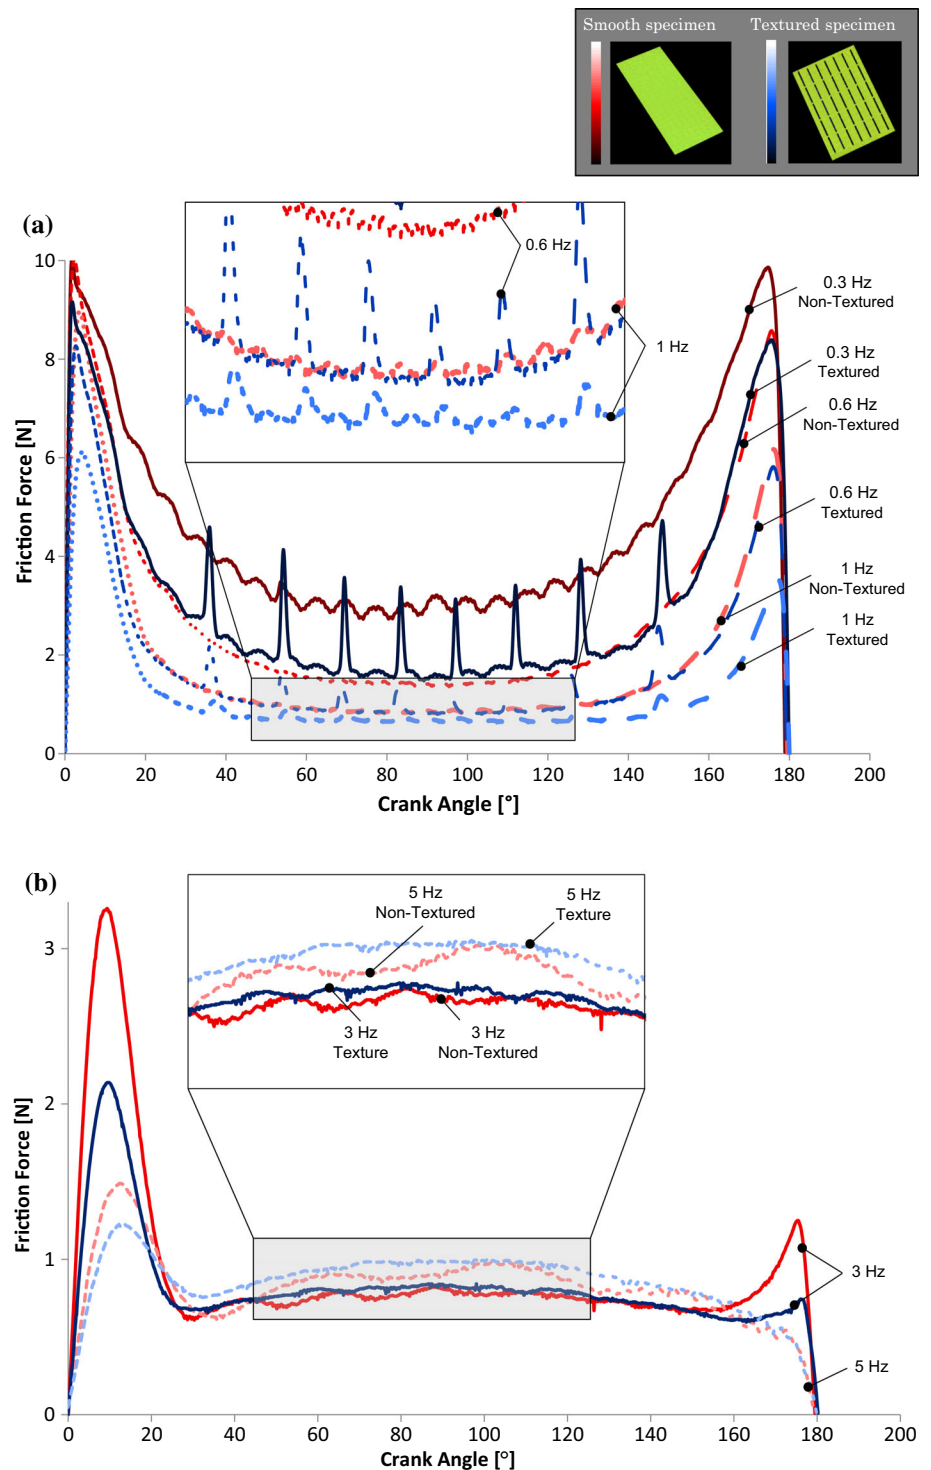 Smooth specimen
Textured specimen
(a)
10
8
6
4
2
0
0 20 40 60 80 100 120 140 160 180 200
Friction Force [N]
Crank Angle [°]
0.6 Hz
1 Hz
0.3 Hz
Non-Textured
0.3 Hz
Textured
0.6 Hz
Non-Textured
0.6 Hz
Textured
1 Hz
Non-Textured
1 Hz
Textured
(b)
3
2
1
0
0 20 40 60 80 100 120 140 160 180 200
Friction Force [N]
Crank Angle [°]
5 Hz
Non-Textured
5 Hz
Texture
3 Hz
Texture
3 Hz
Non-Textured
3 Hz
5 Hz